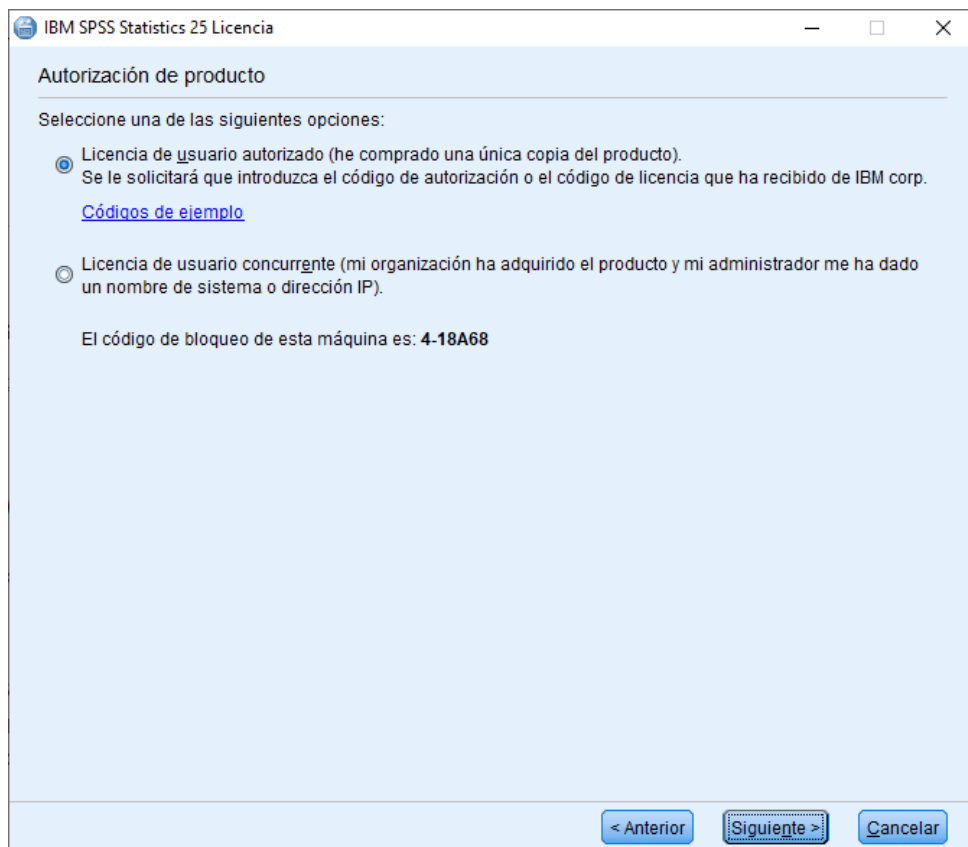 IBM SPSS Statistics 25 Licencia
Autorización de producto
Seleccione una de las siguientes opciones:
Licencia de usuario autorizado (he comprado una única copia del producto).
Se le solicitará que introduzca el código de autorización o el código de licencia que ha recibido de IBM corp.
Códigos de ejemplo
Licencia de usuario concurrente (mi organización ha adquirido el producto y mi administrador me ha dado
un nombre de sistema o dirección IP).
El código de bloqueo de esta máquina es: 4-18A68
< Anterior
Siguiente >
Cancelar